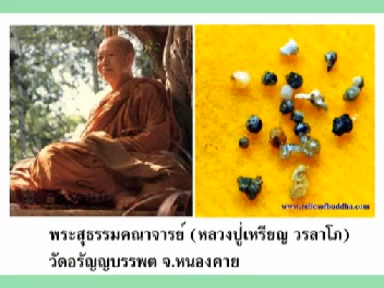 www.relicofbuddha.com
พระสุธรรมคณาจารย์ (หลวงปู่เหรียญ วรลาโภ)
วัดอรัญญบรรพต จ.หนองคาย